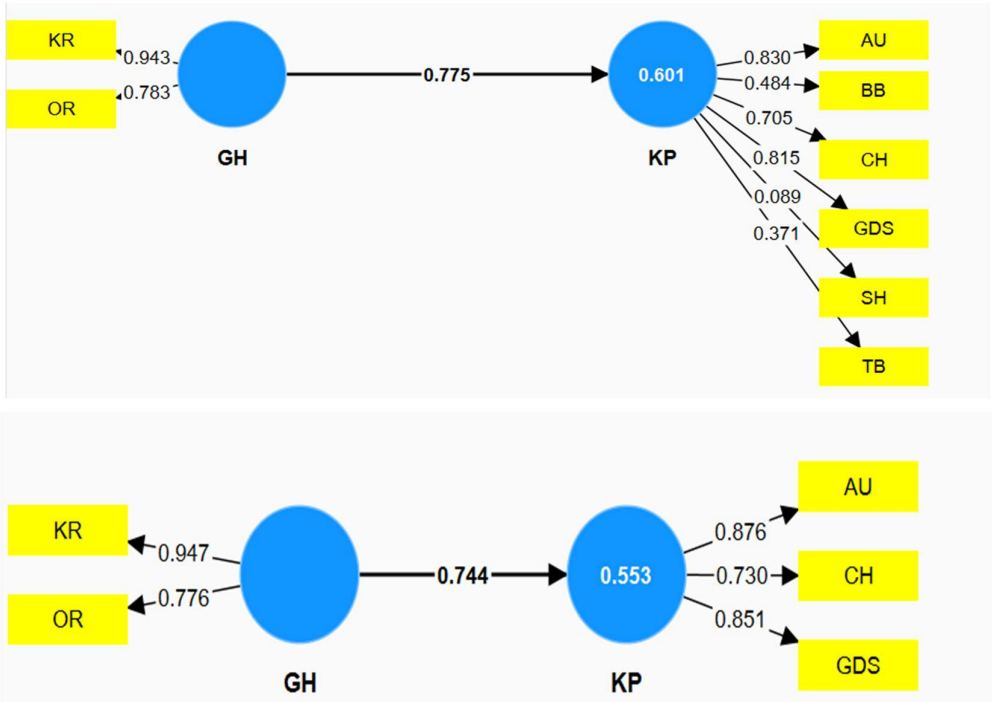 KR
0.943
OR
0.783
GH
0.775
0.601
KP
0.830
AU
0.484
BB
0.705
CH
0.815
GDS
0.089
SH
0.371
TB
KR
0.947
OR
0.776
GH
0.744
0.553
KP
0.876
AU
0.730
CH
0.851
GDS